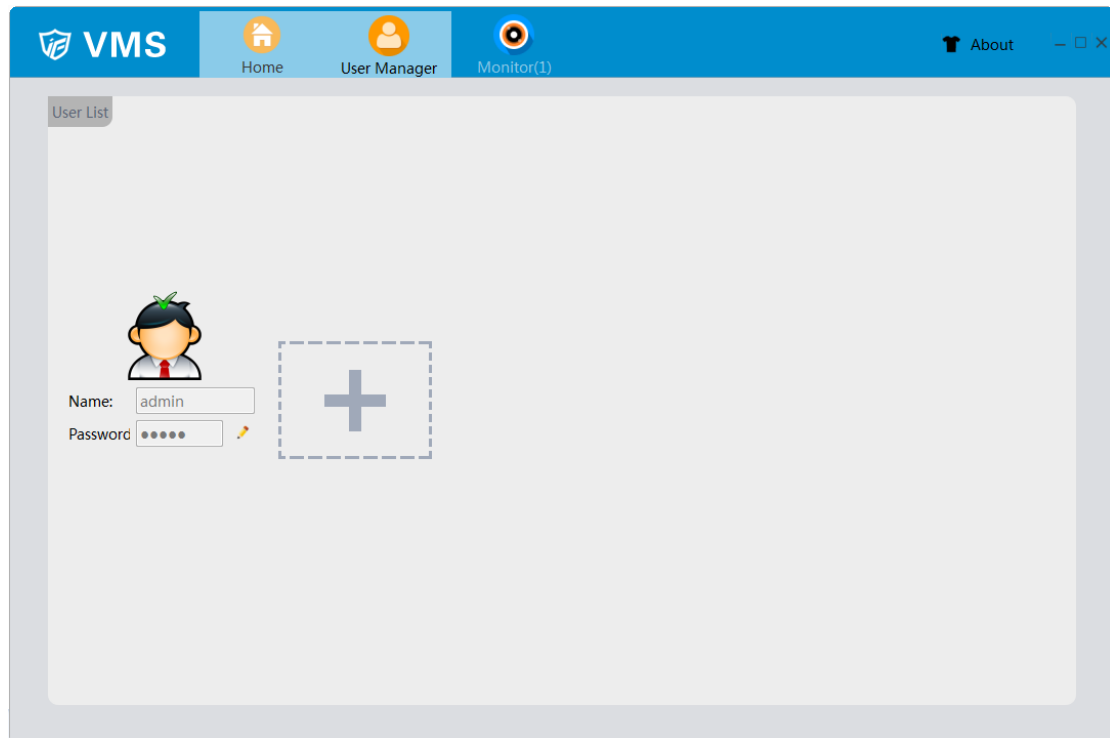 VMS
Home
User Manager
Monitor(1)
About
User List
Name: admin
Password ●●●●●